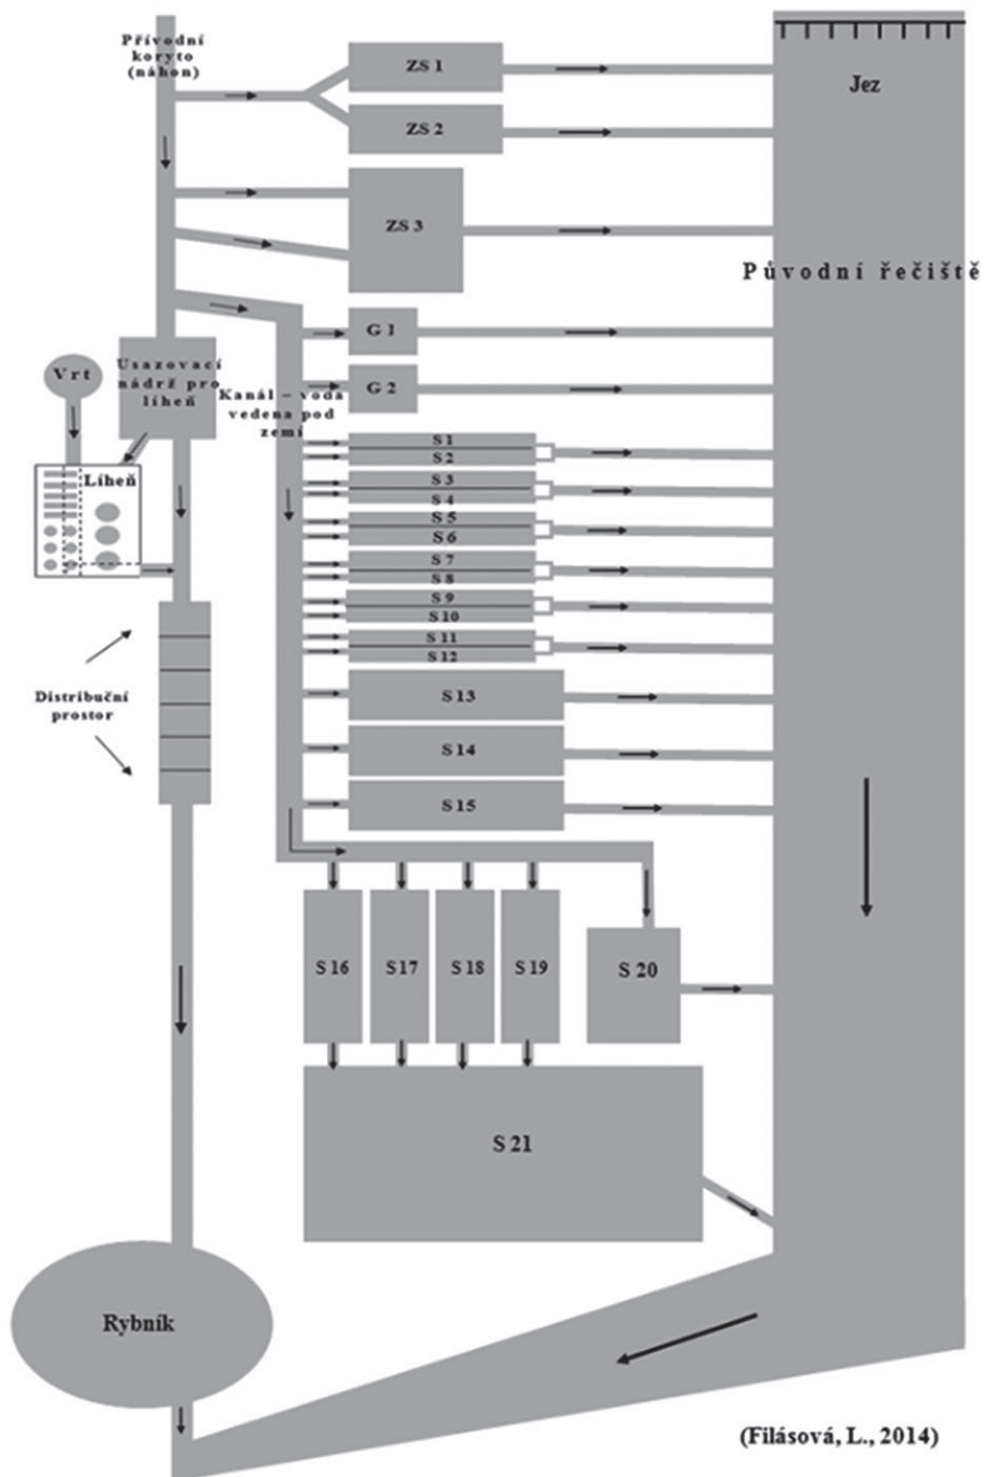 Přívodní
koryto
(náhon)
ZS 1
ZS 2
Jez
ZS 3
Původní řečiště
G 1
Usazovací
nádrž pro
líheň
Vrt
G 2
Kanál – voda
vedena pod
zemí
Líheň
S 1
S 2
S 3
S 4
S 5
S 6
S 7
S 8
S 9
S 10
S 11
S 12
Distribuční
prostor
S 13
S 14
S 15
S 16
S 17
S 18
S 19
S 20
S 21
Rybník
(Filásová, L., 2014)